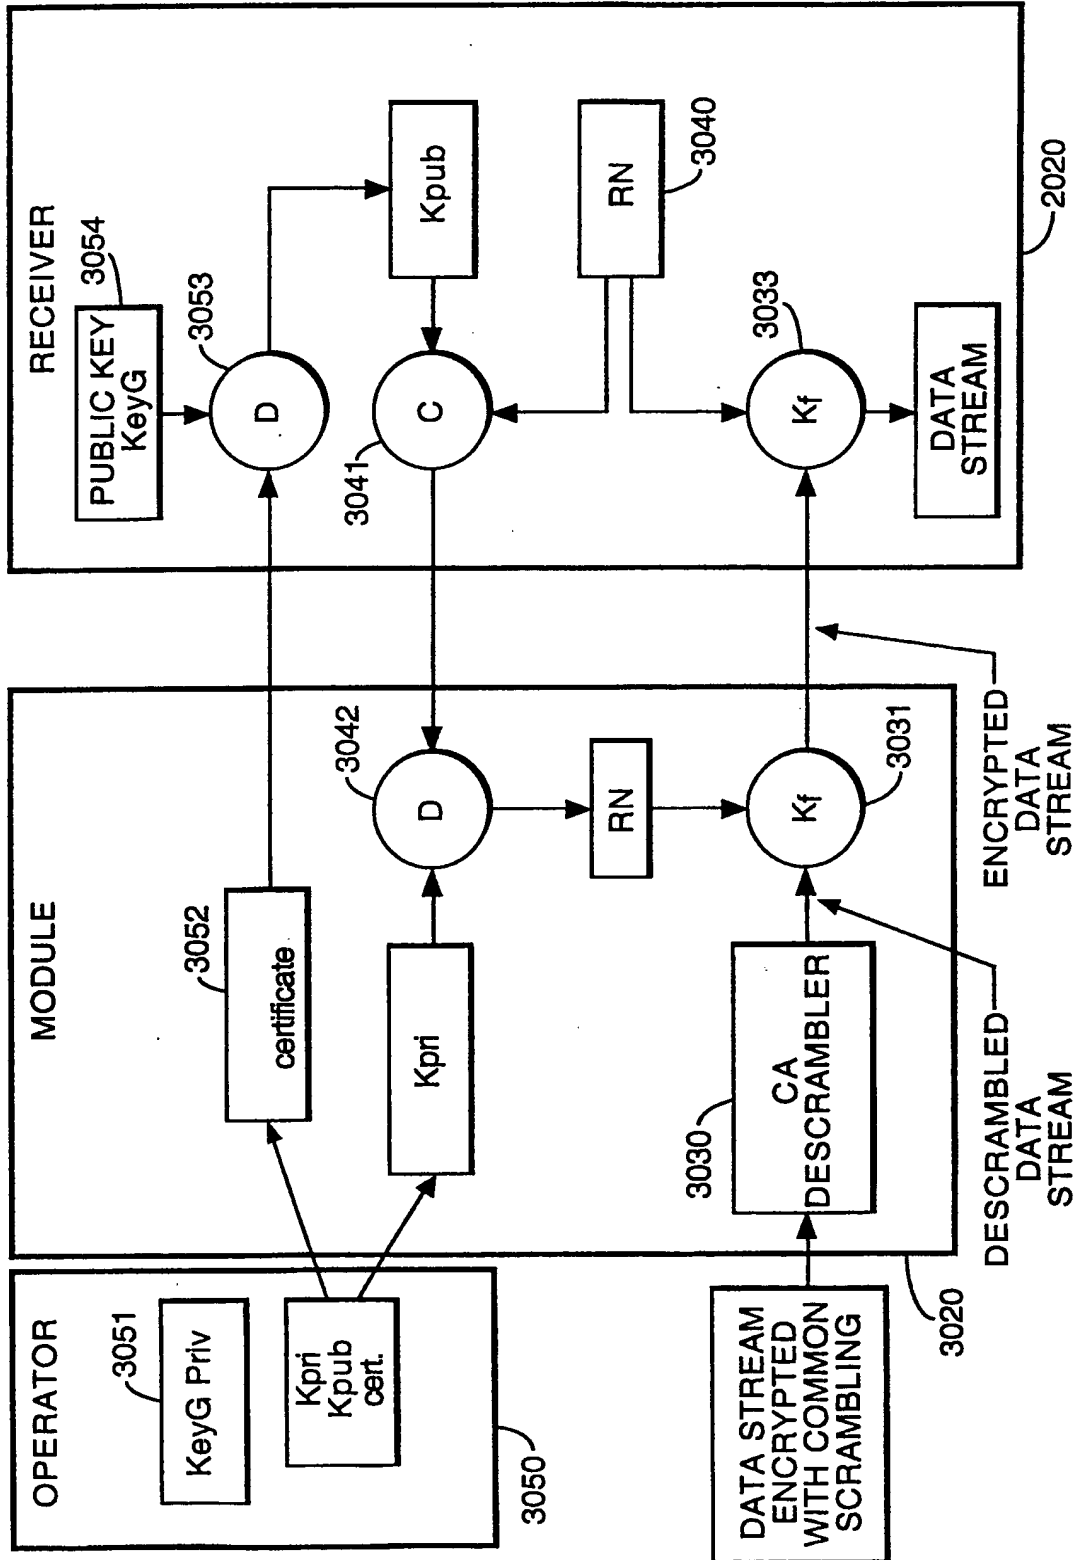 OPERATOR
3051
KeyG Priv
Kpri
Kpub
cert.
3050
DATA STREAM
ENCRYPTED
WITH COMMON
SCRAMBLING
MODULE
3052
certificate
Kpri
3042
D
RN
3030
CA
DESCRAMBLER
Kf
3031
3020
DESCRAMBLED
DATA
STREAM
ENCRYPTED
DATA
STREAM
RECEIVER
PUBLIC KEY
KeyG
3054
3053
D
Kpub
3041
C
RN
3040
3033
Kf
DATA
STREAM
2020